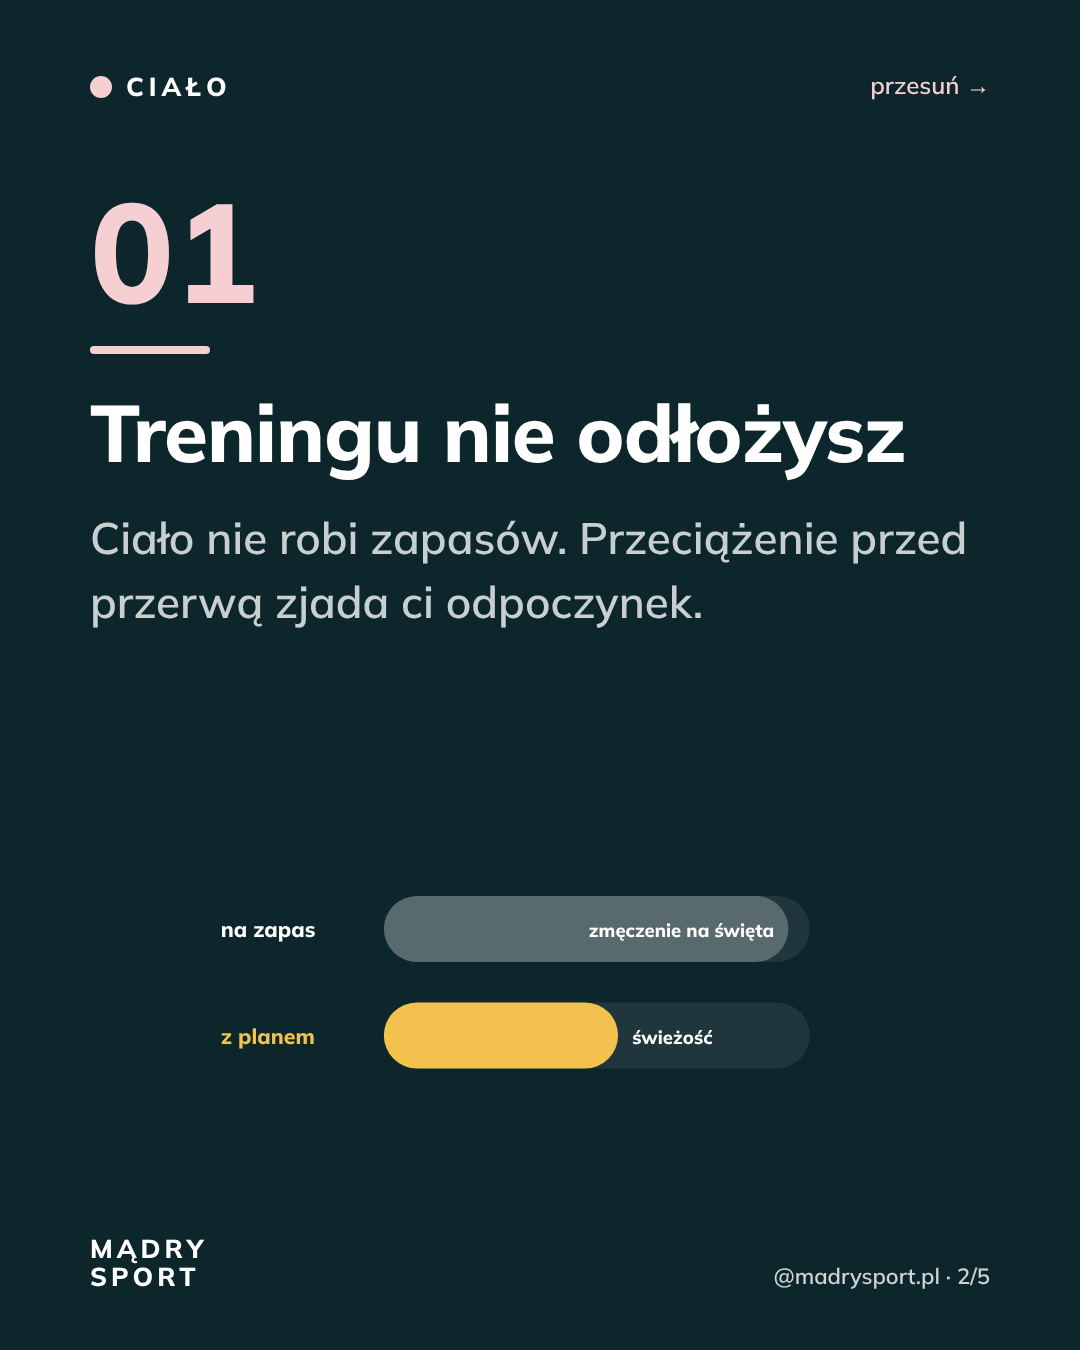 CIAŁO
przesuń →
01
Treningu nie odłożysz
Ciało nie robi zapasów. Przeciążenie przed
przerwą zjada ci odpoczynek.
na zapas
zmęczenie na święta
z planem
świeżość
MĄDRY
SPORT
@madrysport.pl · 2/5